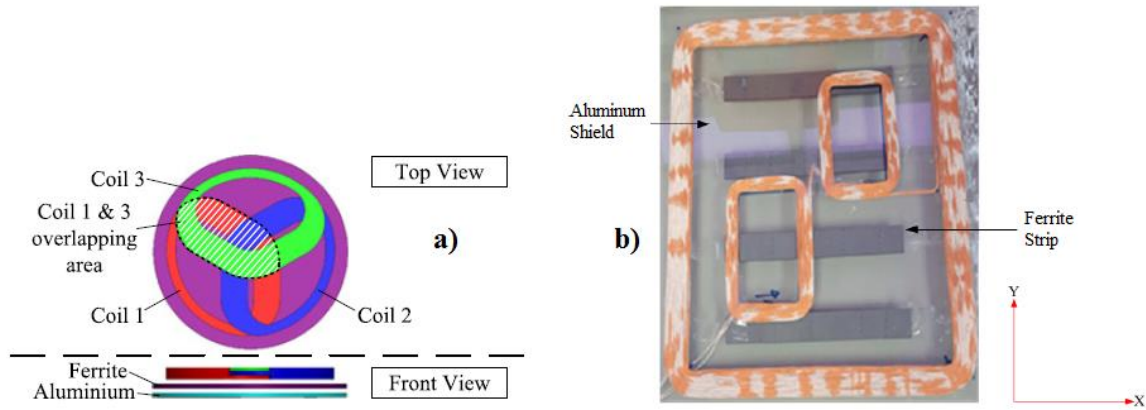 Top View
Coil 3
Coil 1 & 3
overlapping
area
a)
Coil 1
Coil 2
Ferrite
Aluminium
Front View
b)
Aluminum
Shield
Ferrite
Strip
Y
X